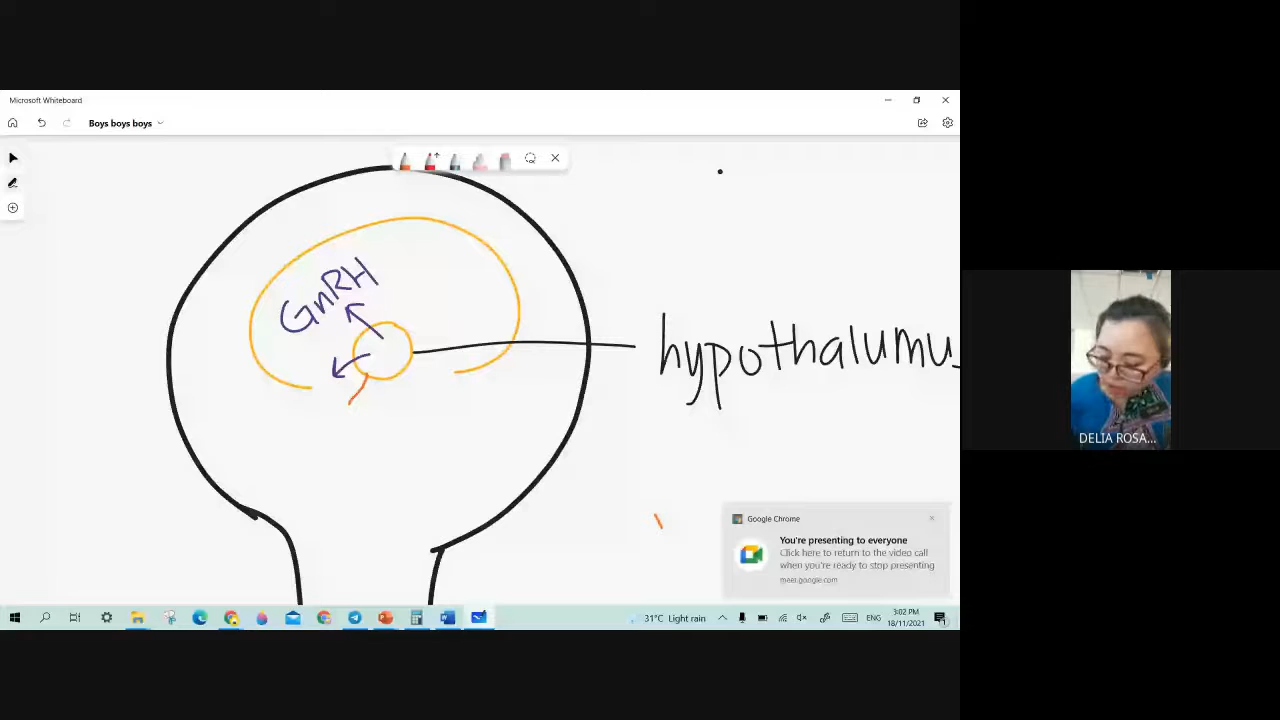 Microsoft Whiteboard
Boys boys boys
GnRH
hypothalumus
Google Chrome
You're presenting to everyone
Click here to return to the video call
when you're ready to stop presenting
meet.google.com
DELIA ROSA...
31°C Light rain
ENG
3:02 PM
18/11/2021